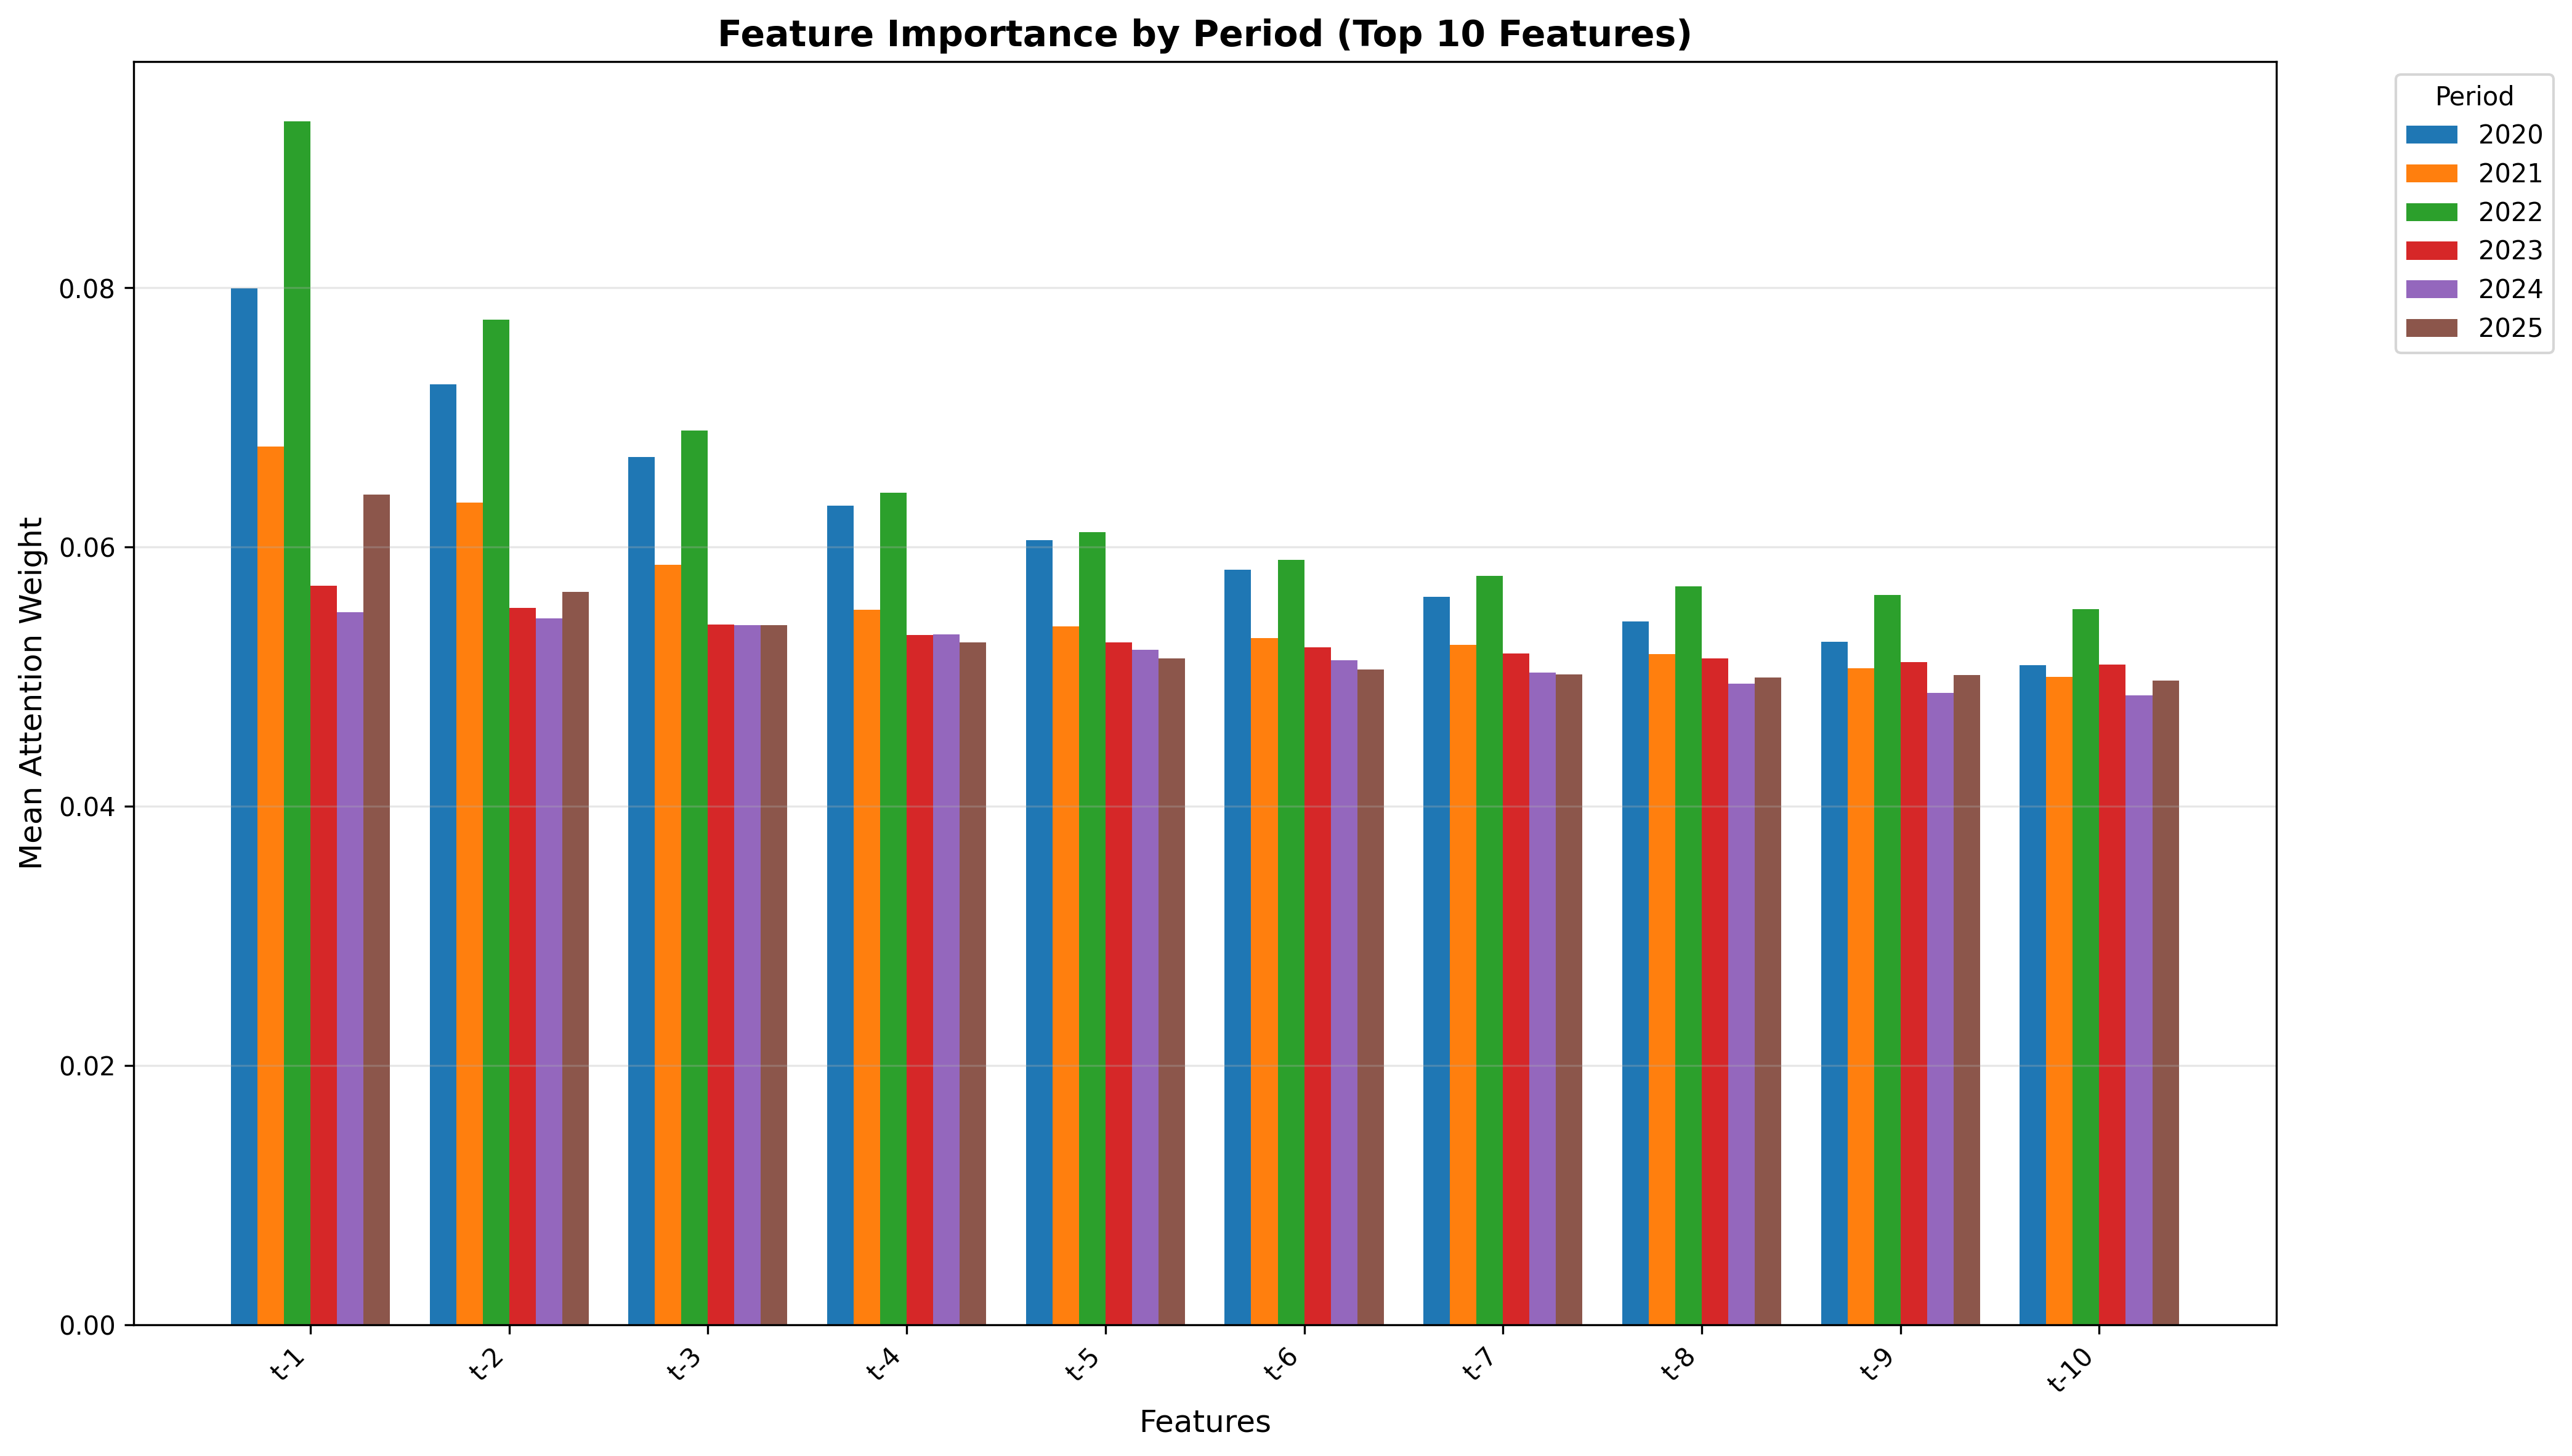 Feature Importance by Period (Top 10 Features)
Period
2020
2021
2022
2023
2024
2025
Mean Attention Weight
0.08
0.06
0.04
0.02
0.00
t-1
t-2
t-3
t-4
t-5
t-6
t-7
t-8
t-9
t-10
Features